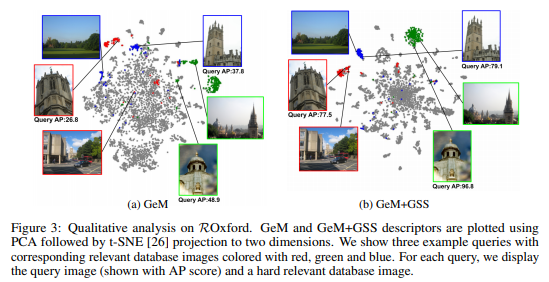 Query AP:37.8
Query AP:26.8
Query AP:48.9
(a) GeM
Query AP:79.1
Query AP:77.5
Query AP:96.8
(b) GeM+GSS
Figure 3: Qualitative analysis on ROxford. GeM and GeM+GSS descriptors are plotted using
PCA followed by t-SNE [26] projection to two dimensions. We show three example queries with
corresponding relevant database images colored with red, green and blue. For each query, we display
the query image (shown with AP score) and a hard relevant database image.